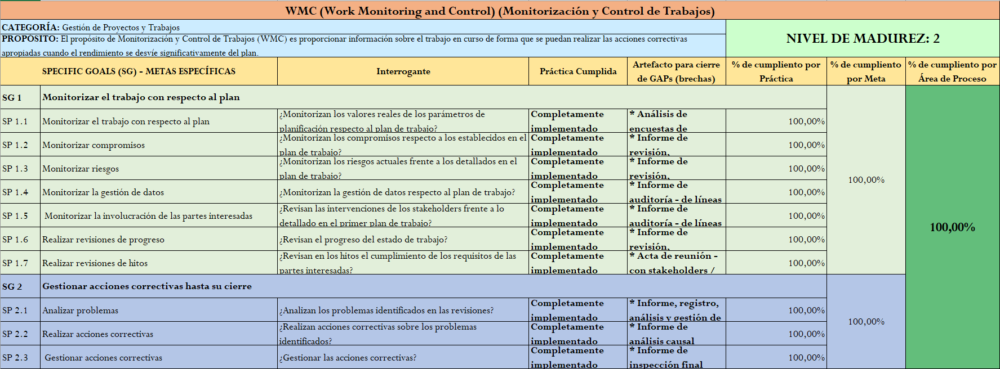 WMC (Work Monitoring and Control) (Monitorización y Control de Trabajos)
CATEGORÍA: Gestión de Proyectos y Trabajos
PROPÓSITO: El propósito de Monitorización y Control de Trabajos (WMC) es proporcionar información sobre el trabajo en curso de forma que se puedan realizar las acciones correctivas
apropiadas cuando el rendimiento se desvíe significativamente del plan.
NIVEL DE MADUREZ: 2
SPECIFIC GOALS (SG) - METAS ESPECÍFICAS
Interrogante
Práctica Cumplida
Artefacto para cierre
de GAPs (brechas)
% de cumpliento por
Práctica
% de cumpliento
por Meta
% de cumpliento por
Área de Proceso
SG 1 Monitorizar el trabajo con respecto al plan
SP 1.1 Monitorizar el trabajo con respecto al plan
¿Monitorizan los valores reales de los parámetros de
planificación respecto al plan de trabajo?
Completamente
implementado
* Análisis de
encuestas de
100,00%
SP 1.2 Monitorizar compromisos
¿Monitorizan los compromisos respecto a los establecidos en el
plan de trabajo?
Completamente
implementado
* Informe de
revisión,
100,00%
SP 1.3 Monitorizar riesgos
¿Monitorizan los riesgos actuales frente a los detallados en el
plan de trabajo?
Completamente
implementado
* Informe de
revisión,
100,00%
SP 1.4 Monitorizar la gestión de datos
¿Monitorizan la gestión de datos respecto al plan de trabajo?
Completamente
implementado
* Informe de
auditoría - de líneas
100,00%
SP 1.5 Monitorizar la involucración de las partes interesadas
¿Revisan las intervenciones de los stakeholders frente a lo
detallado en el primer plan de trabajo?
Completamente
implementado
* Informe de
auditoría - de líneas
100,00%
SP 1.6 Realizar revisiones de progreso
¿Revisan el progreso del estado de trabajo?
Completamente
implementado
* Informe de
revisión,
100,00%
SP 1.7 Realizar revisiones de hitos
¿Revisan en los hitos el cumplimiento de los requisitos de las
partes interesadas?
Completamente
implementado
* Acta de reunión -
con stakeholders /
100,00%
100,00%
100,00%
SG 2 Gestionar acciones correctivas hasta su cierre
SP 2.1 Analizar problemas
¿Analizan los problemas identificados en las revisiones?
Completamente
implementado
* Informe, registro,
análisis y gestión de
100,00%
SP 2.2 Realizar acciones correctivas
¿Realizan acciones correctivas sobre los problemas
identificados?
Completamente
implementado
* Informe de
análisis causal
100,00%
SP 2.3 Gestionar acciones correctivas
¿Gestionar las acciones correctivas?
Completamente
implementado
* Informe de
inspección final
100,00%
100,00%